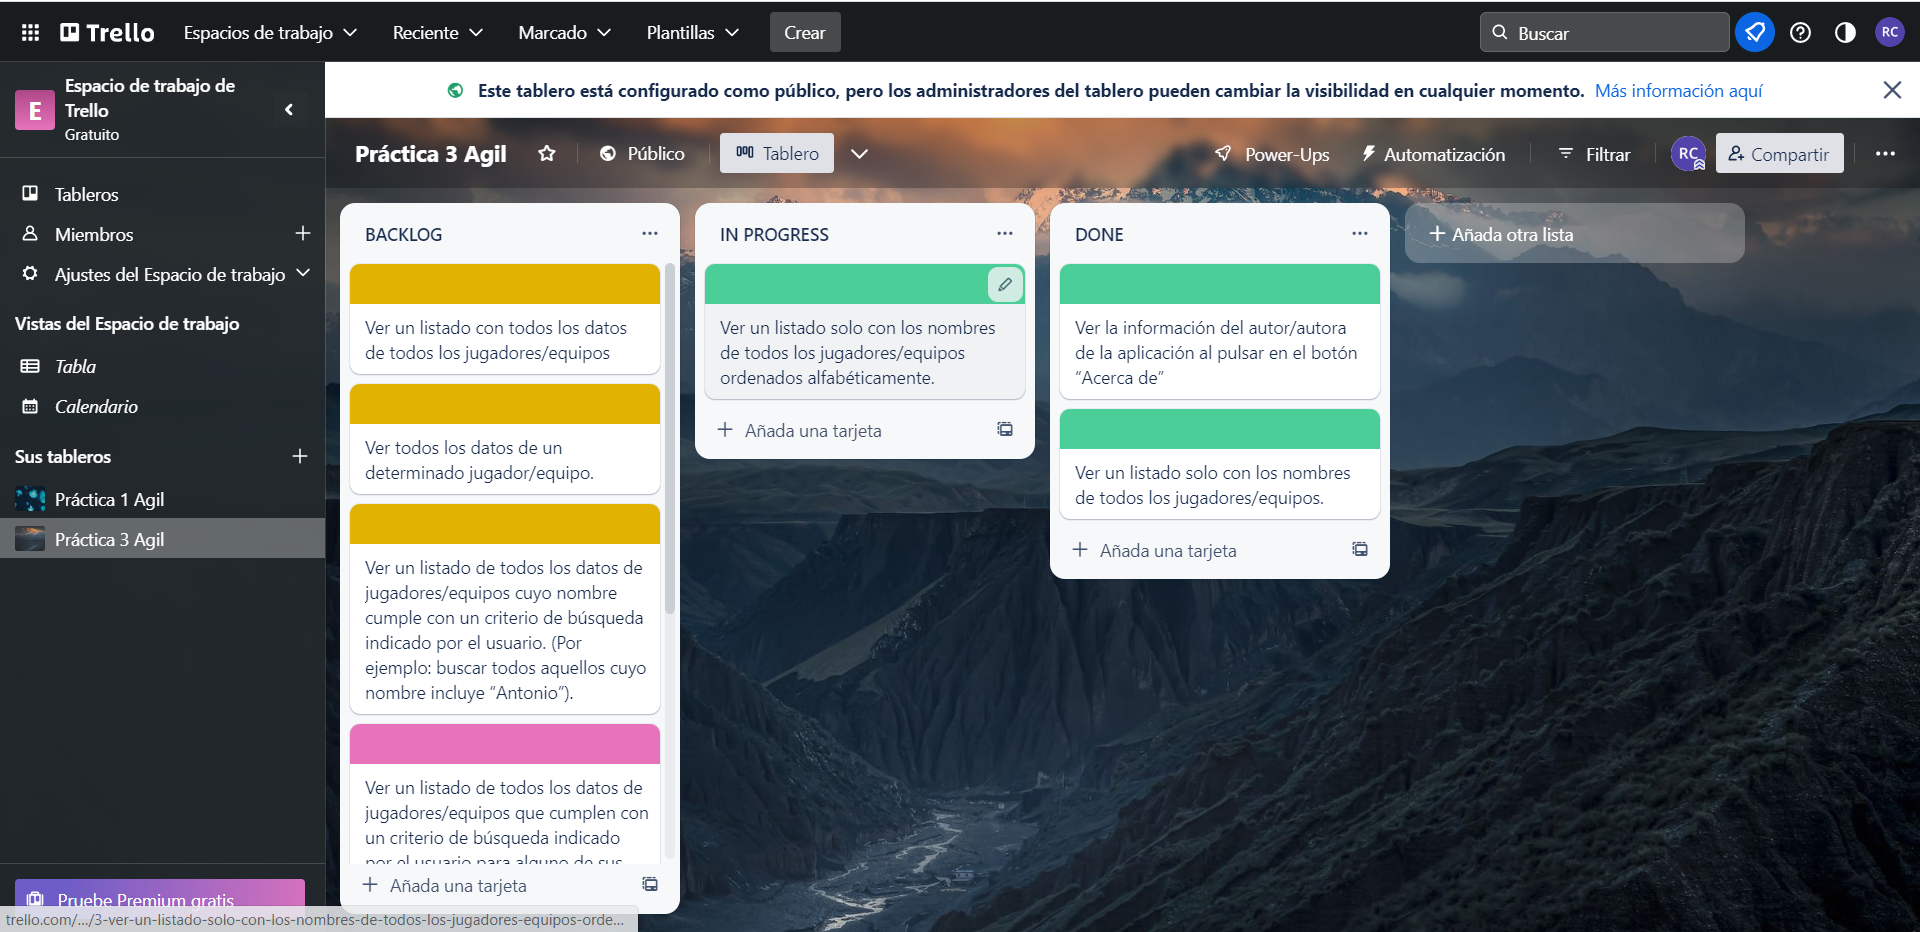 Trello
Espacios de trabajo
Reciente
Marcado
Plantillas
Crear
Buscar
RC
E
Espacio de trabajo de
Trello
Gratuito
Este tablero está configurado como público, pero los administradores del tablero pueden cambiar la visibilidad en cualquier momento. Más información aquí
Práctica 3 Agil
Público
Tablero
Power-Ups
Automatización
Filtrar
RC
Compartir
Tableros
Miembros
Ajustes del Espacio de trabajo
Vistas del Espacio de trabajo
Tabla
Calendario
Sus tableros
Práctica 1 Agil
Práctica 3 Agil
Pruebe Premium gratis
trello.com/.../3-ver-un-listado-solo-con-los-nombres-de-todos-los-jugadores-equipos-orde...
BACKLOG
Ver un listado con todos los datos
de todos los jugadores/equipos
Ver todos los datos de un
determinado jugador/equipo.
Ver un listado de todos los datos de
jugadores/equipos cuyo nombre
cumple con un criterio de búsqueda
indicado por el usuario. (Por
ejemplo: buscar todos aquellos cuyo
nombre incluye “Antonio”).
Ver un listado de todos los datos de
jugadores/equipos que cumplen con
un criterio de búsqueda indicado
por el usuario para alguno de sus
Añada una tarjeta
IN PROGRESS
Ver un listado solo con los nombres
de todos los jugadores/equipos
ordenados alfabéticamente.
Añada una tarjeta
DONE
Ver la información del autor/autora
de la aplicación al pulsar en el botón
“Acerca de”
Ver un listado solo con los nombres
de todos los jugadores/equipos.
Añada una tarjeta
Añada otra lista